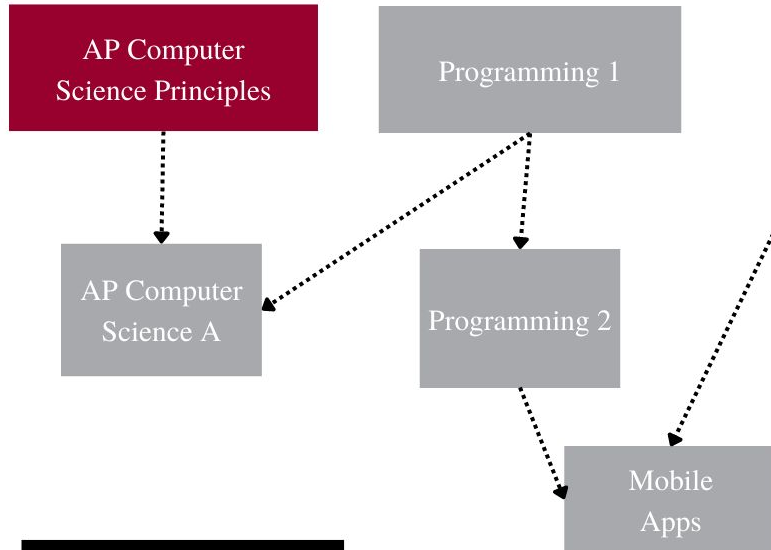 AP Computer
Science Principles
Programming 1
AP Computer
Science A
Programming 2
Mobile
Apps